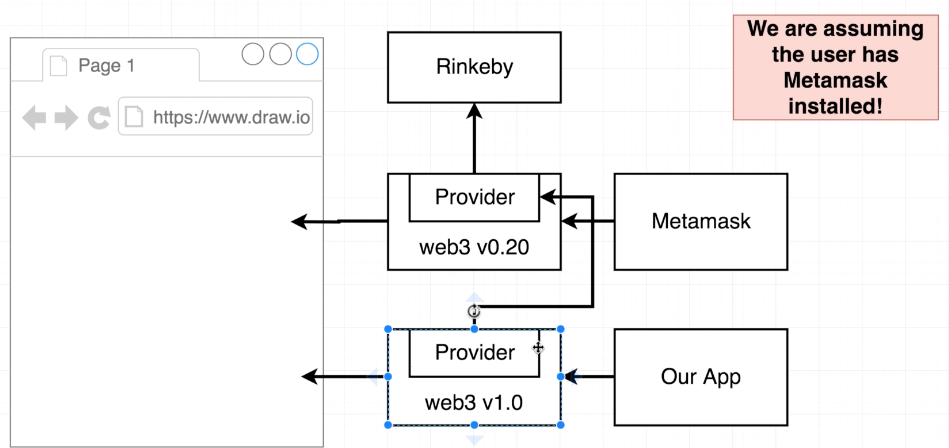 We are assuming
the user has
Metamask
installed!
Rinkeby
Page 1
https://www.draw.io
Provider
web3 v0.20
Metamask
Provider
web3 v1.0
Our App